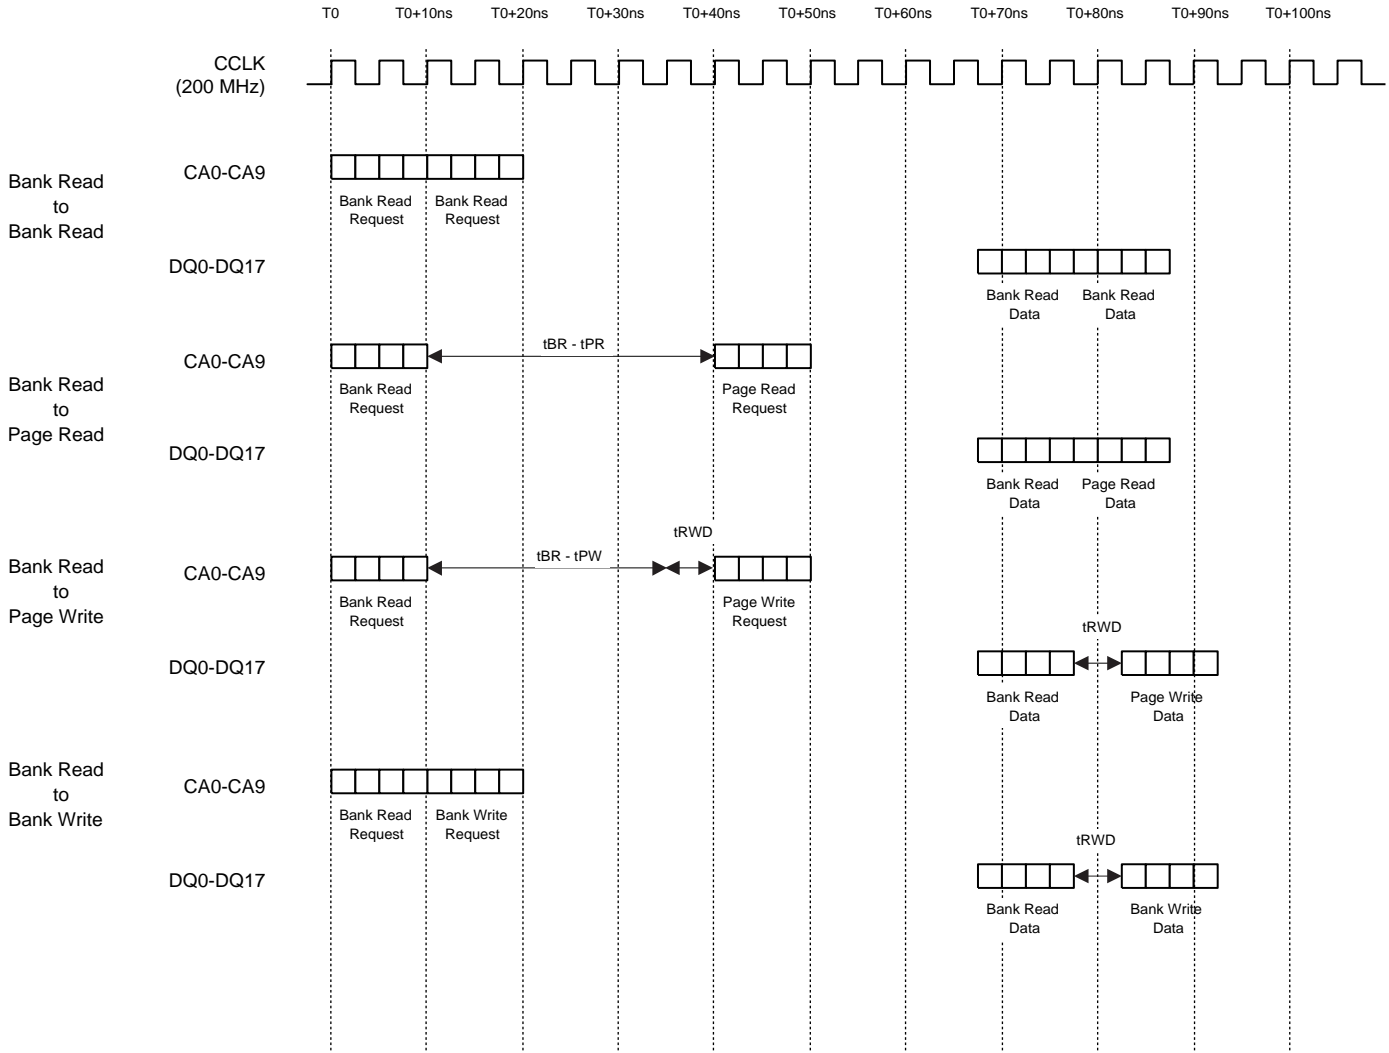 T0 T0+10ns T0+20ns T0+30ns T0+40ns T0+50ns T0+60ns T0+70ns T0+80ns T0+90ns T0+100ns
CCLK
(200 MHz)
Bank Read
to
Bank Read
CA0-CA9
Bank Read Bank Read
Request Request
DQ0-DQ17
Bank Read Bank Read
Data Data
Bank Read
to
Page Read
CA0-CA9
tBR - tPR
Bank Read Page Read
Request Request
DQ0-DQ17
Bank Read Page Read
Data Data
Bank Read
to
Page Write
CA0-CA9
tBR - tPW
tRWD
Bank Read Page Write
Request Request
DQ0-DQ17
tRWD
Bank Read Page Write
Data Data
Bank Read
to
Bank Write
CA0-CA9
Bank Read Bank Write
Request Request
DQ0-DQ17
tRWD
Bank Read Bank Write
Data Data